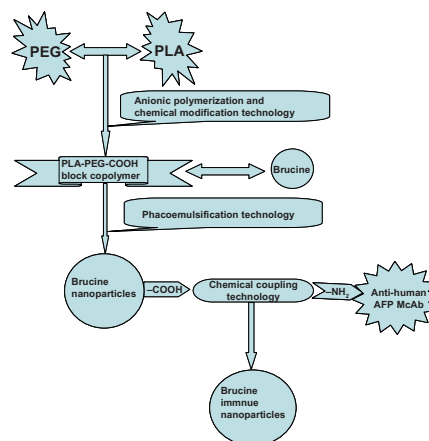 PEG
PLA
Anionic polymerization and
chemical modification technology
PLA-PEG-COOH
block copolymer
Brucine
Phacoemulsification technology
Brucine
nanoparticles
–COOH
Chemical coupling
technology
–NH2
Anti-human
AFP McAb
Brucine
immnue
nanoparticles